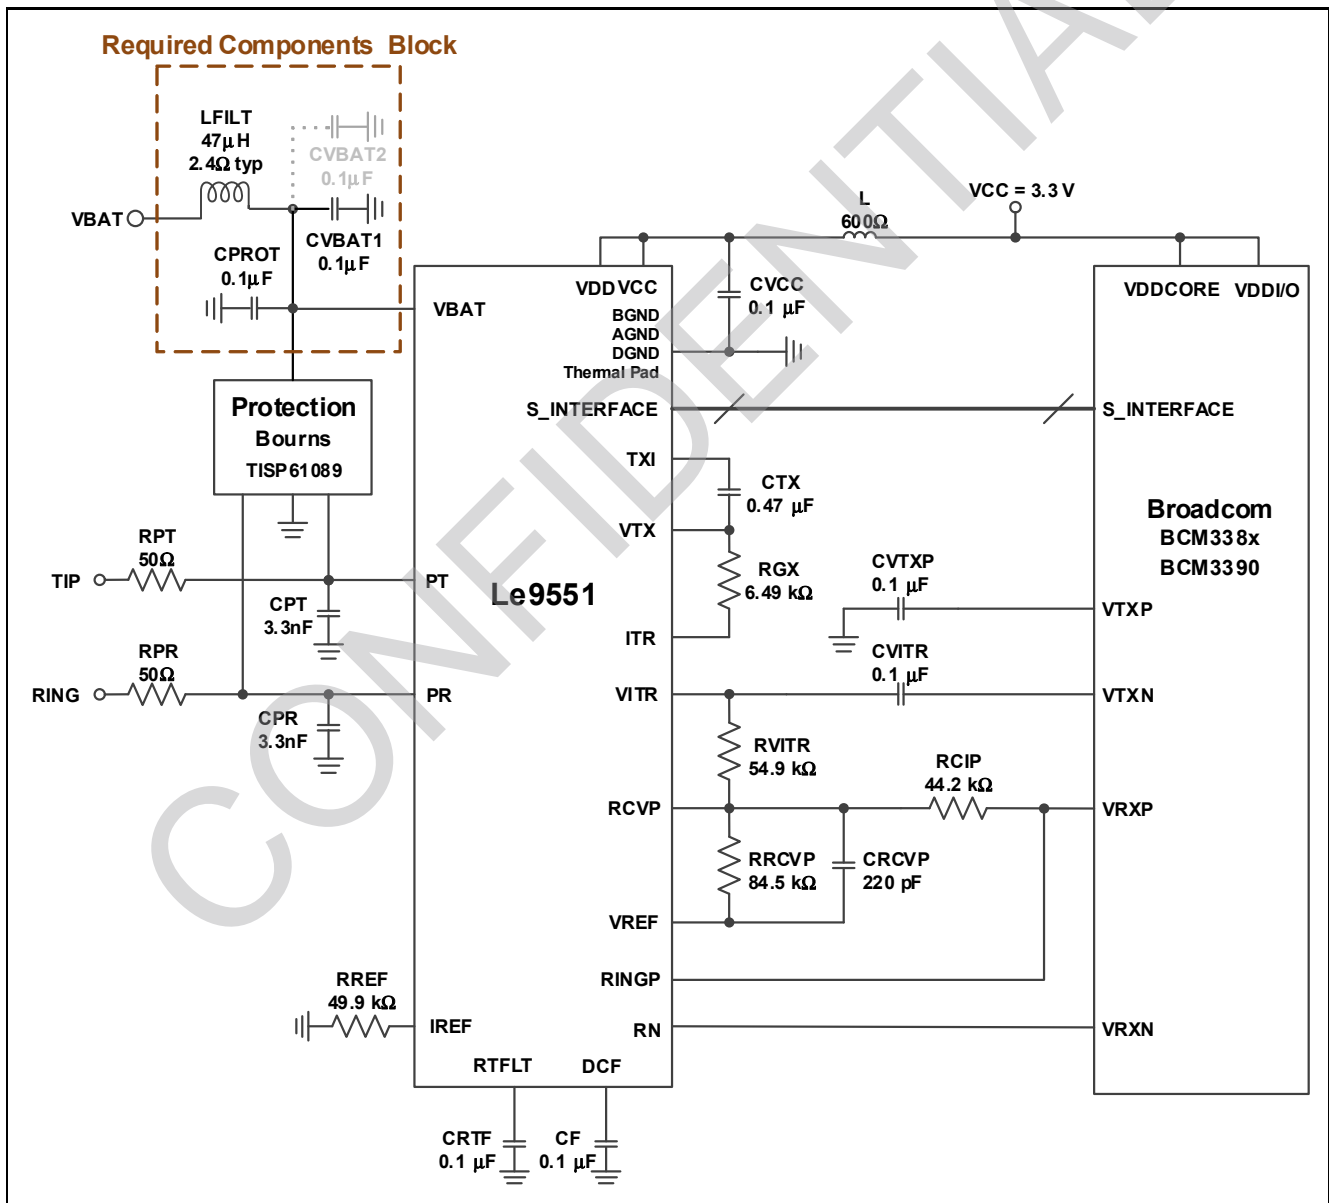 Required Components Block
LFILT
47μH
2.4Ω typ
CVBAT2
0.1μF
VBAT
CPROT
0.1μF
CVBAT1
0.1μF
L
600Ω
VCC = 3.3 V
VBAT
VDD VCC
BGND
AGND
DGND
Thermal Pad
CVCC
0.1 μF
VDDCORE VDDI/O
Protection
Bourns
TISP61089
S_INTERFACE
S_INTERFACE
TXI
CTX
0.47 μF
VTX
Broadcom
BCM338x
BCM3390
RPT
50Ω
TIP
PT
Le9551
RGX
6.49 kΩ
CVTXP
0.1 μF
VTXP
CPT
3.3nF
ITR
RPR
50Ω
RING
PR
VITR
CVITR
0.1 μF
VTXN
CPR
3.3nF
RVITR
54.9 kΩ
RCIP
44.2 kΩ
RCVP
VRXP
RRCVP
84.5 kΩ
CRCVP
220 pF
VREF
RINGP
RREF
49.9 kΩ
IREF
RN
VRXN
RTFLT
DCF
CRTF
0.1 μF
CF
0.1 μF
CONFIDENTIAL